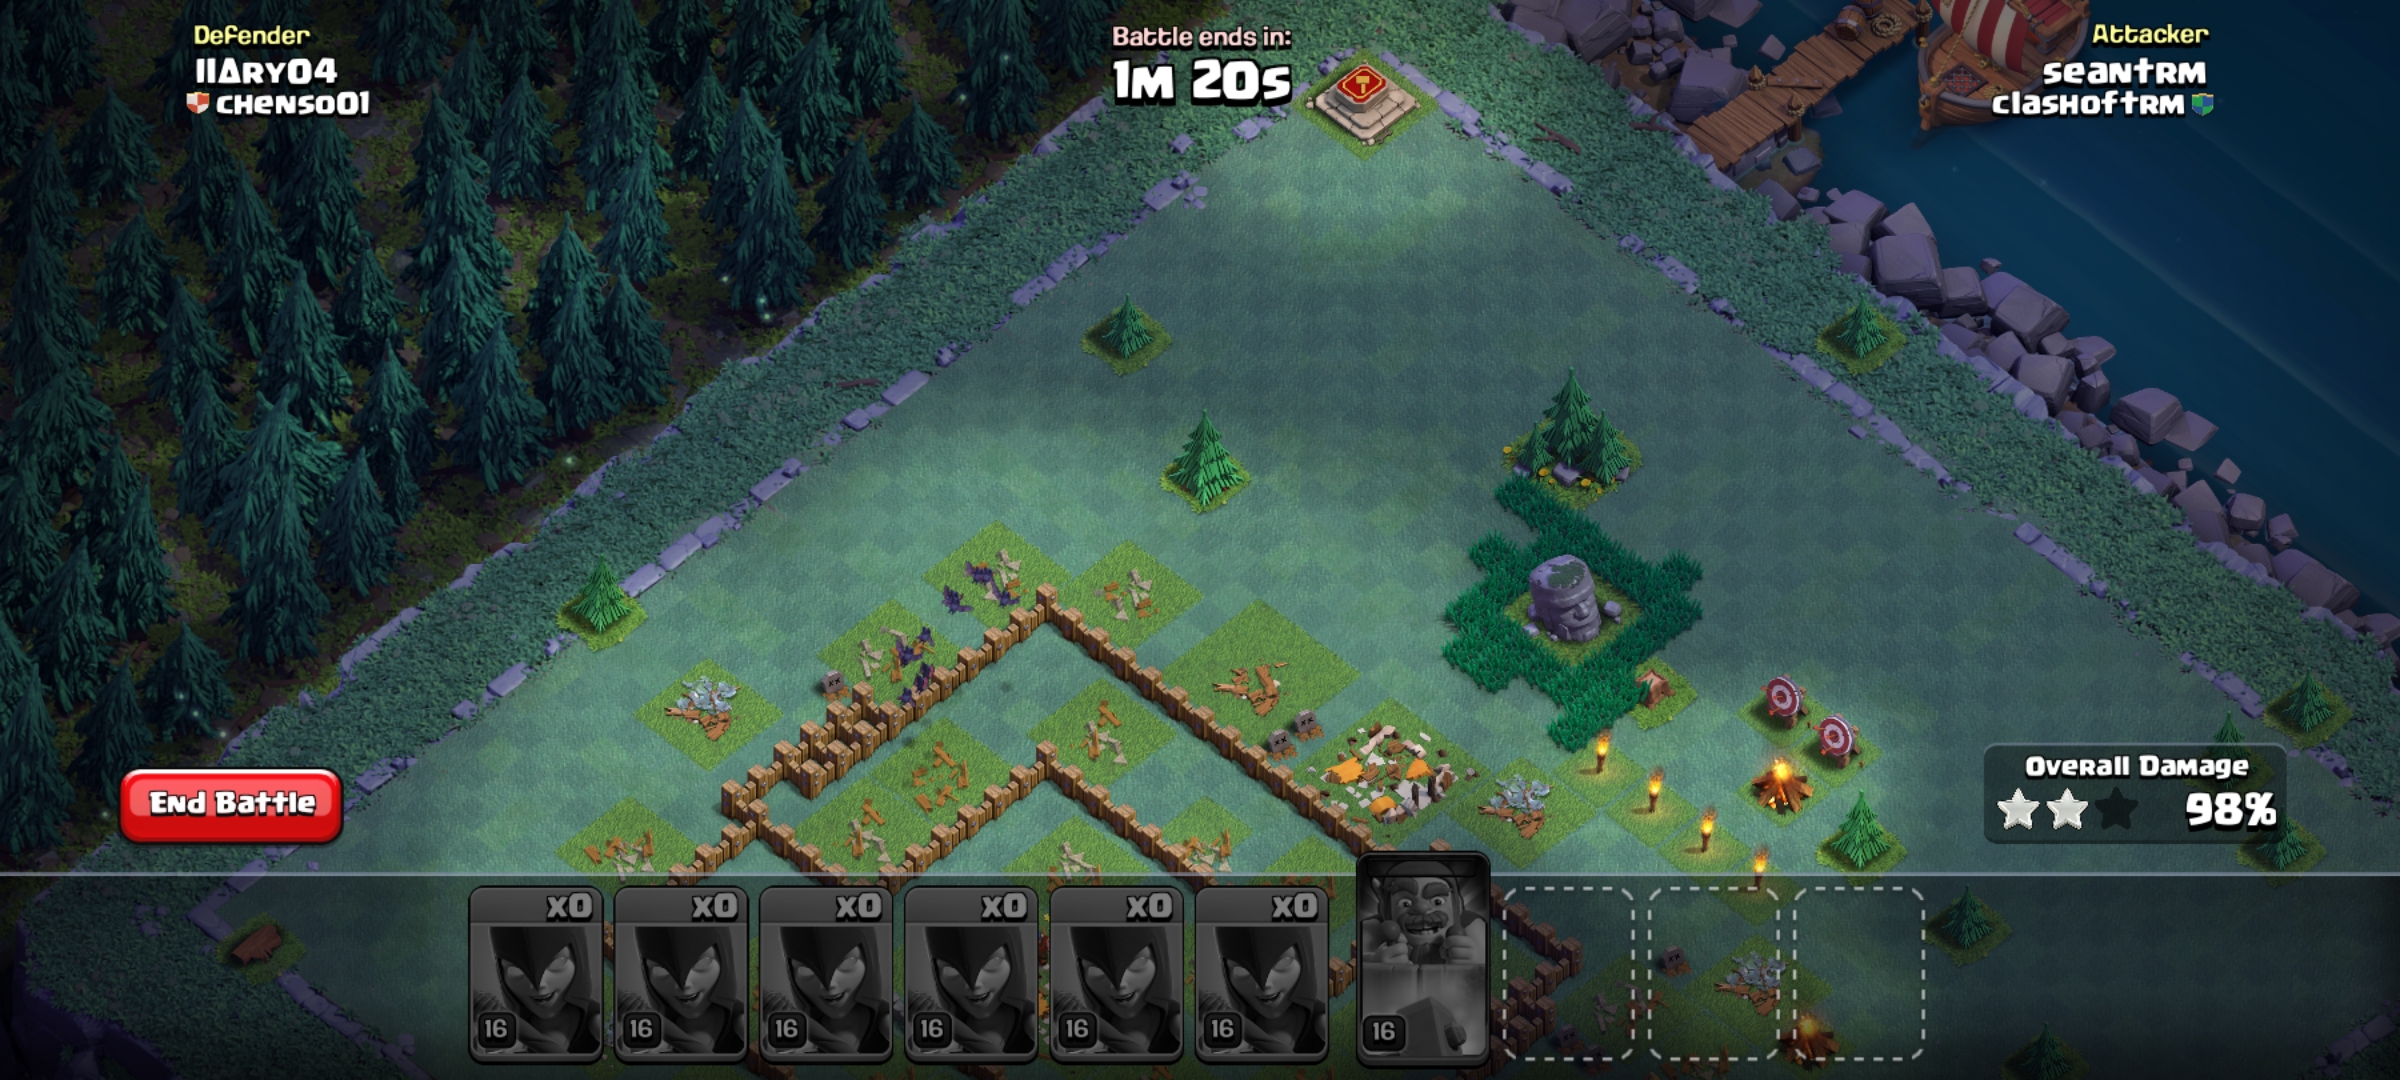 Defender
IIARY04
CHENSO01
Battle ends in:
1M 20S
Attacker
seantRM
clashoftRM
End Battle
Overall Damage
98%
x0
x0
x0
x0
x0
x0
16
16
16
16
16
16
16